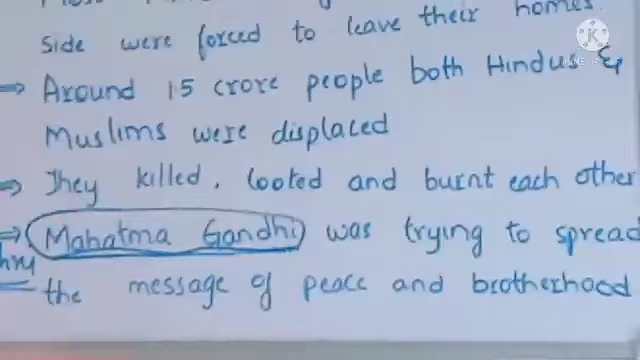 side were forced to leave their homes.
⇒ Around 1.5 crore people both Hindus &
Muslims were displaced
⇒ They killed, looted and burnt each other
⇒ Mahatma Gandhi was trying to spread
the message of peace and brotherhood